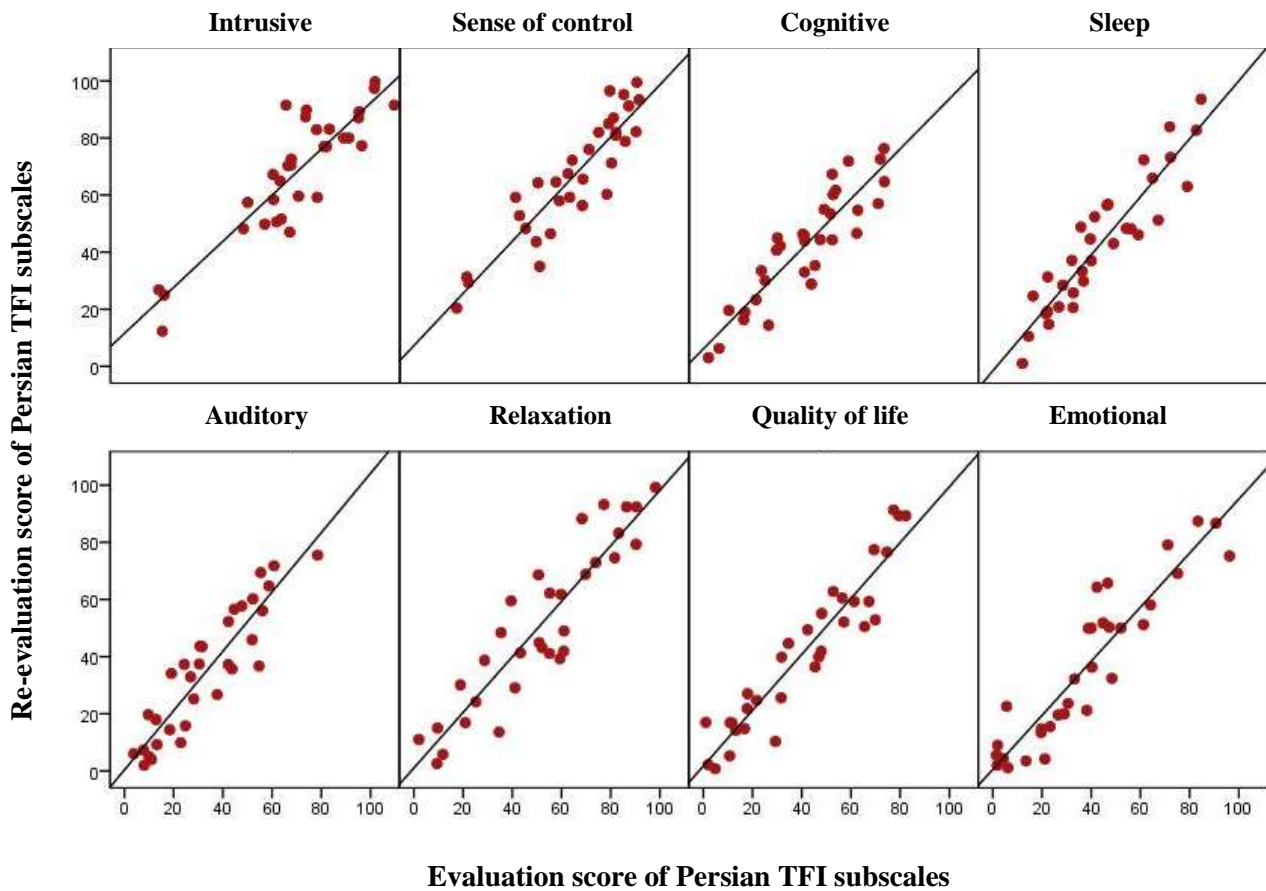 Intrusive Sense of control Cognitive Sleep
100
80
60
40
20
0
Auditory Relaxation Quality of life Emotional
100
80
60
40
20
0
0 20 40 60 80 100 0 20 40 60 80 100 0 20 40 60 80 100 0 20 40 60 80 100
Re-evaluation score of Persian TFI subscales
Evaluation score of Persian TFI subscales